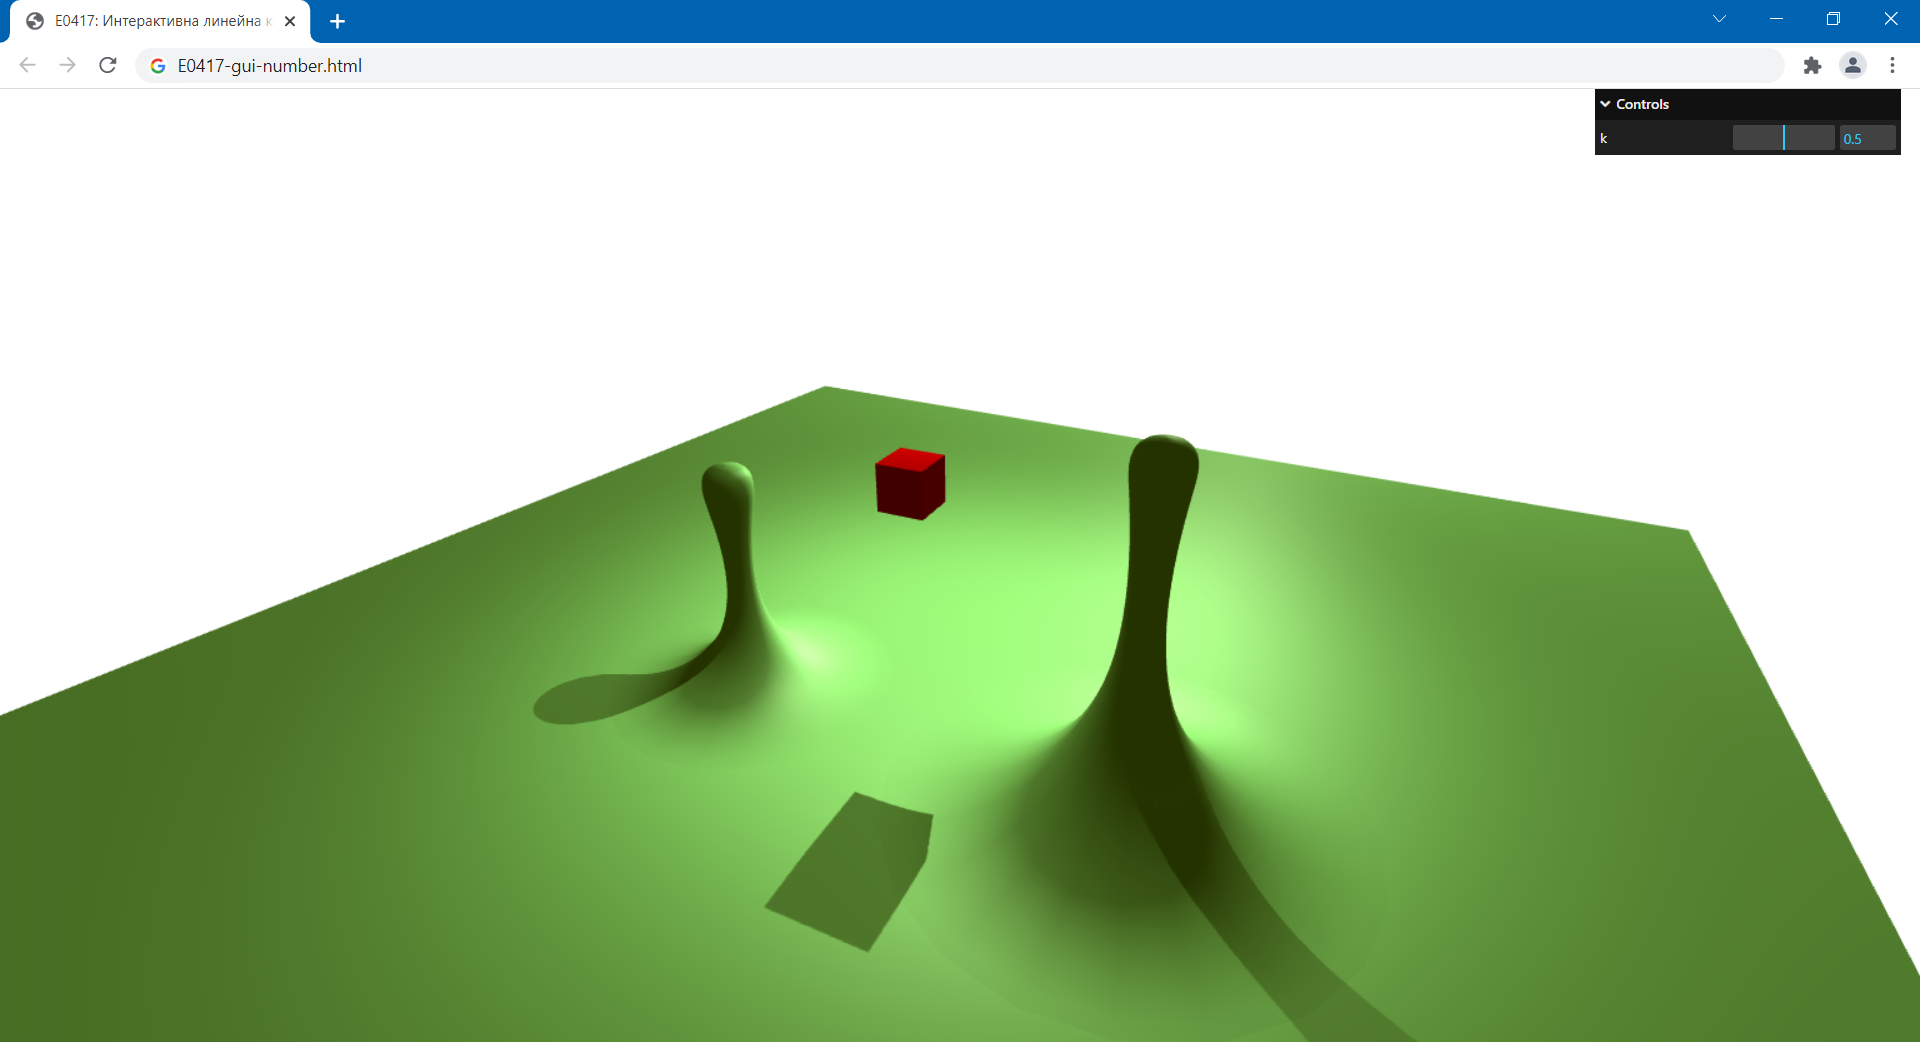 E0417: Интерактивна линейна
E0417-gui-number.html
Controls
k
0.5